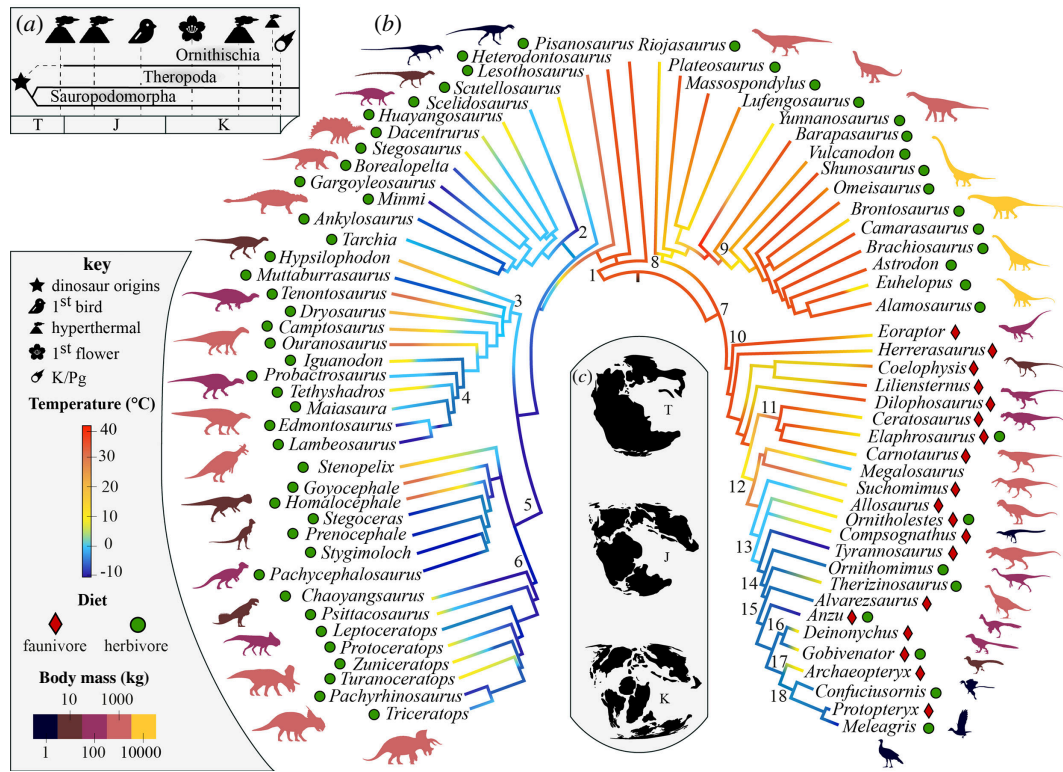 (a)
Ornithischia
Theropoda
Sauropodomorpha
T J K
(b)
Pisanosaurus
Heterodontosaurus
Lesothosaurus
Scutellosaurus
Scelidosaurus
Huayangosaurus
Dacentrurus
Stegosaurus
Borealopelta
Gargoyleosaurus
Minmi
Ankylosaurus
Tarchia
Hypsilophodon
Muttaburrasaurus
Tenontosaurus
Dryosaurus
Camptosaurus
Ouranosaurus
Iguanodon
Probactrosaurus
Tethyshadros
Maiasaura
Edmontosaurus
Lambeosaurus
Stenopelix
Goyocephale
Homalocephale
Stegoceras
Prenocephale
Stygimoloch
Pachycephalosaurus
Chaoyangsaurus
Psittacosaurus
Leptoceratops
Protoceratops
Zuniceratops
Turanoceratops
Pachyrhinosaurus
Triceratops
Riojasaurus
Plateosaurus
Massospondylus
Lufengosaurus
Yunnanosaurus
Barapasaurus
Vulcanodon
Shunosaurus
Omeisaurus
Brontosaurus
Camarasaurus
Brachiosaurus
Astrodon
Euhelopus
Alamosaurus
Eoraptor
Herrerasaurus
Coelophysis
Liliensternus
Dilophosaurus
Ceratosaurus
Elaphrosaurus
Carnotaurus
Megalosaurus
Suchomimus
Allosaurus
Ornitholestes
Compsognathus
Tyrannosaurus
Ornithomimus
Therizinosaurus
Alvarezsaurus
Anzu
Deinonychus
Gobivenator
Archaeopteryx
Confuciusornis
Protopteryx
Meleagris
1
2
3
4
5
6
7
8
9
10
11
12
13
14
15
16
17
18
(c)
T
J
K
key
dinosaur origins
1st bird
hyperthermal
1st flower
K/Pg
Temperature (°C)
40
30
20
10
0
-10
Diet
faunivore herbivore
Body mass (kg)
10 1000
1 100 10000